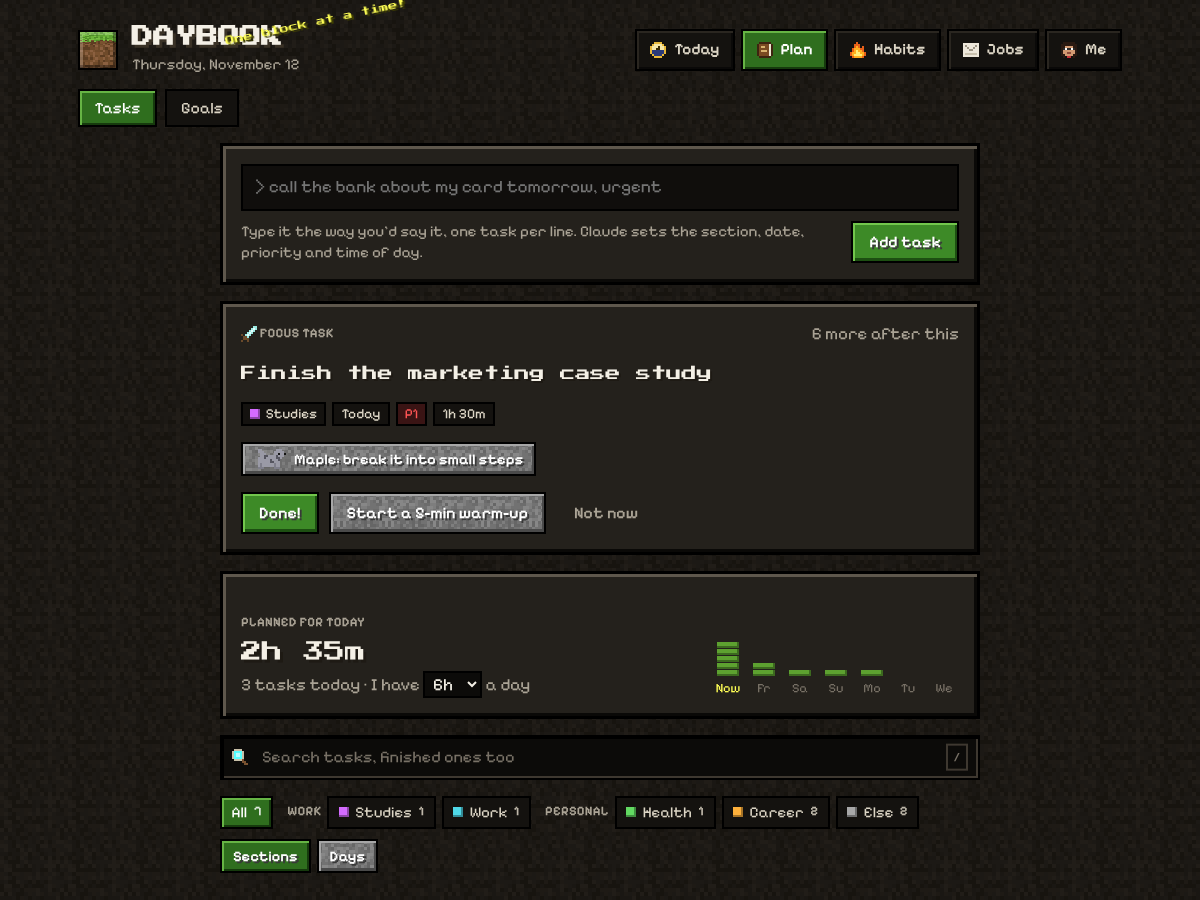 DAYBOOK
One block at a time!
Thursday, November 12
Today
Plan
Habits
Jobs
Me
Tasks
Goals
> call the bank about my card tomorrow, urgent
Type it the way you'd say it, one task per line. Claude sets the section, date,
priority and time of day.
Add task
FOCUS TASK
6 more after this
Finish the marketing case study
Studies
Today
P1
1h 30m
Maple: break it into small steps
Done!
Start a 2-min warm-up
Not now
PLANNED FOR TODAY
2h 35m
3 tasks today · I have 6h a day
Now Fr Sa Su Mo Tu We
Search tasks, finished ones too
/
All 7
WORK
Studies 1
Work 1
PERSONAL
Health 1
Career 2
Else 2
Sections
Days